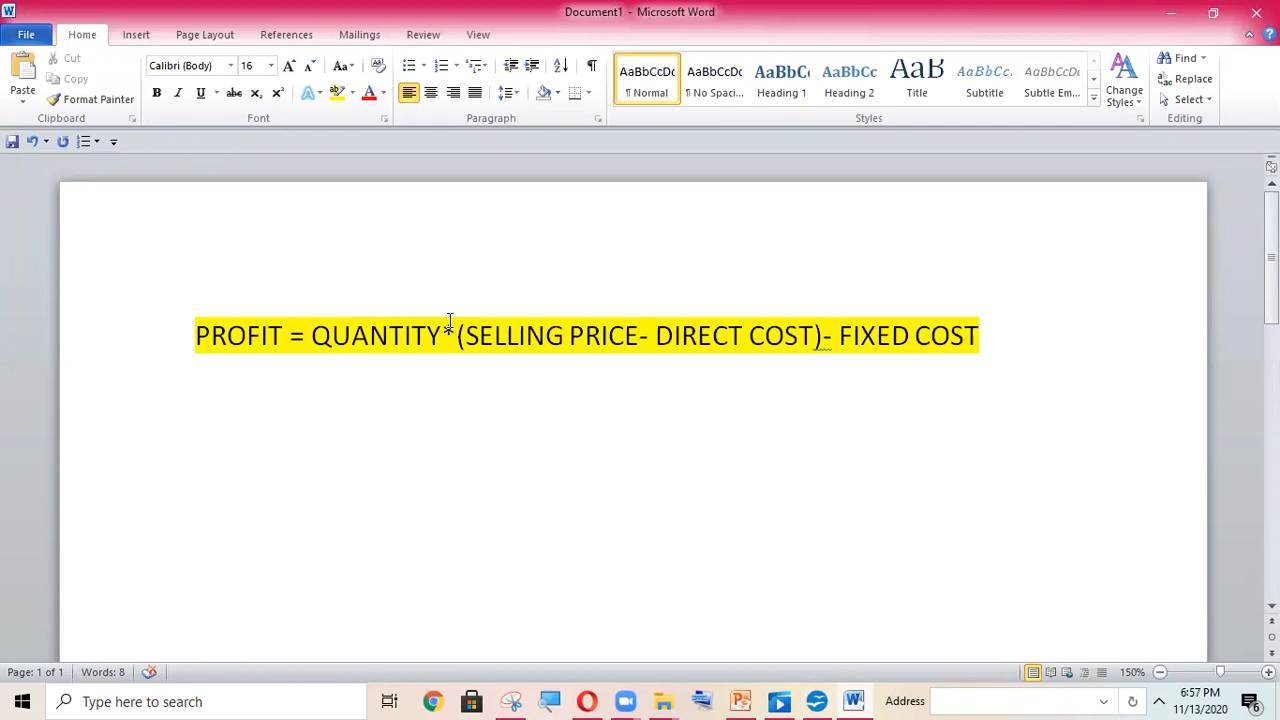 Document1 - Microsoft Word
File Home Insert Page Layout References Mailings Review View
Cut
Copy
Format Painter
Paste
Clipboard
Calibri (Body) 16
Font
Paragraph
AaBbCcDc AaBbCcDc AaBbC AaBbCc AaB AaBbCc. AaBbCcDt
¶ Normal ¶ No Spaci... Heading 1 Heading 2 Title Subtitle Subtle Em...
Change
Styles
Styles
Find
Replace
Select
Editing
PROFIT = QUANTITY*(SELLING PRICE- DIRECT COST)- FIXED COST
Page: 1 of 1 Words: 8 150%
Type here to search
Address
6:57 PM
11/13/2020
6